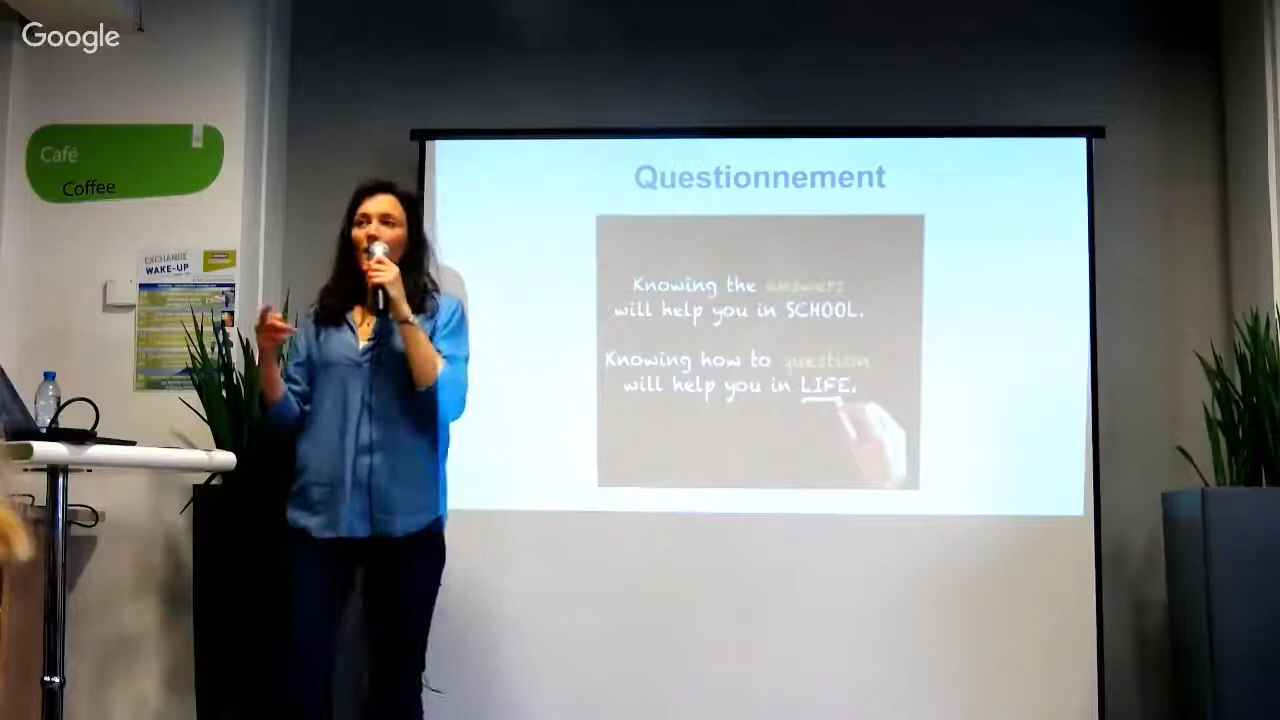 Google
Café
Coffee
EXCHANGE
WAKE-UP
Questionnement
Knowing the answers
will help you in SCHOOL.
Knowing how to question
will help you in LIFE.